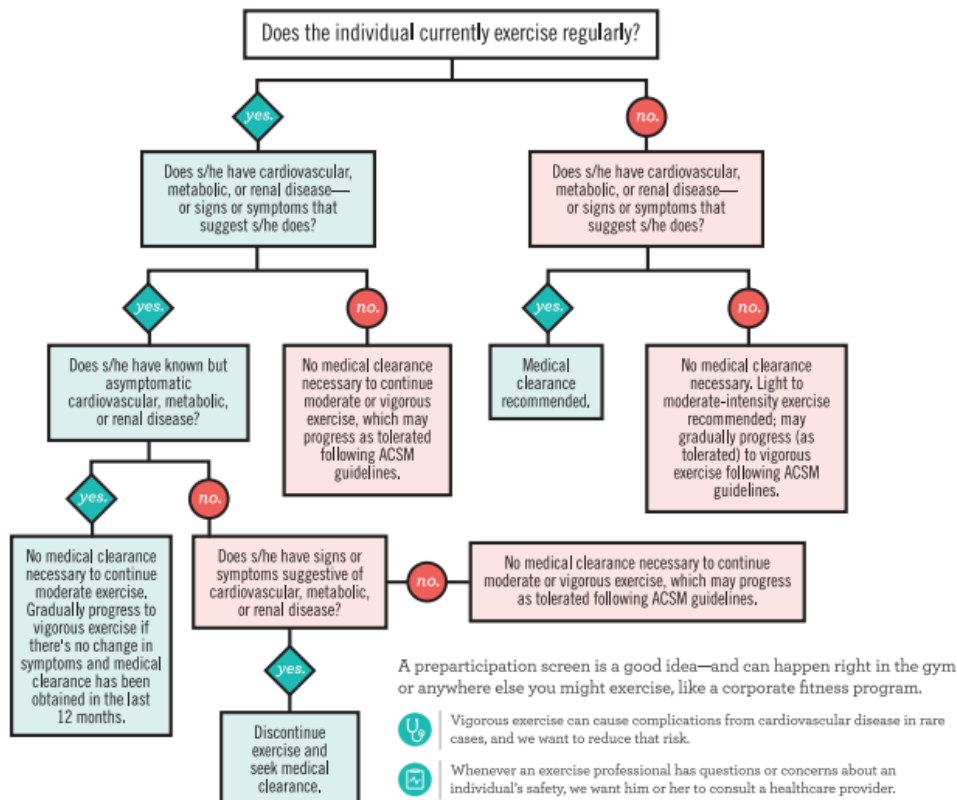 Does the individual currently exercise regularly?
yes.
no.
Does s/he have cardiovascular,
metabolic, or renal disease—
or signs or symptoms that
suggest s/he does?
Does s/he have cardiovascular,
metabolic, or renal disease—
or signs or symptoms that
suggest s/he does?
yes.
no.
yes.
no.
Does s/he have known but
asymptomatic
cardiovascular, metabolic,
or renal disease?
No medical clearance
necessary to continue
moderate or vigorous
exercise, which may
progress as tolerated
following ACSM
guidelines.
Medical
clearance
recommended.
No medical clearance
necessary. Light to
moderate-intensity exercise
recommended; may
gradually progress (as
tolerated) to vigorous
exercise following ACSM
guidelines.
yes.
no.
No medical clearance
necessary to continue
moderate exercise.
Gradually progress to
vigorous exercise if
there's no change in
symptoms and medical
clearance has been
obtained in the last
12 months.
Does s/he have signs or
symptoms suggestive of
cardiovascular, metabolic,
or renal disease?
no.
No medical clearance necessary to continue
moderate or vigorous exercise, which may progress
as tolerated following ACSM guidelines.
yes.
Discontinue
exercise and
seek medical
clearance.
A preparticipation screen is a good idea—and can happen right in the gym
or anywhere else you might exercise, like a corporate fitness program.
Vigorous exercise can cause complications from cardiovascular disease in rare
cases, and we want to reduce that risk.
Whenever an exercise professional has questions or concerns about an
individual's safety, we want him or her to consult a healthcare provider.